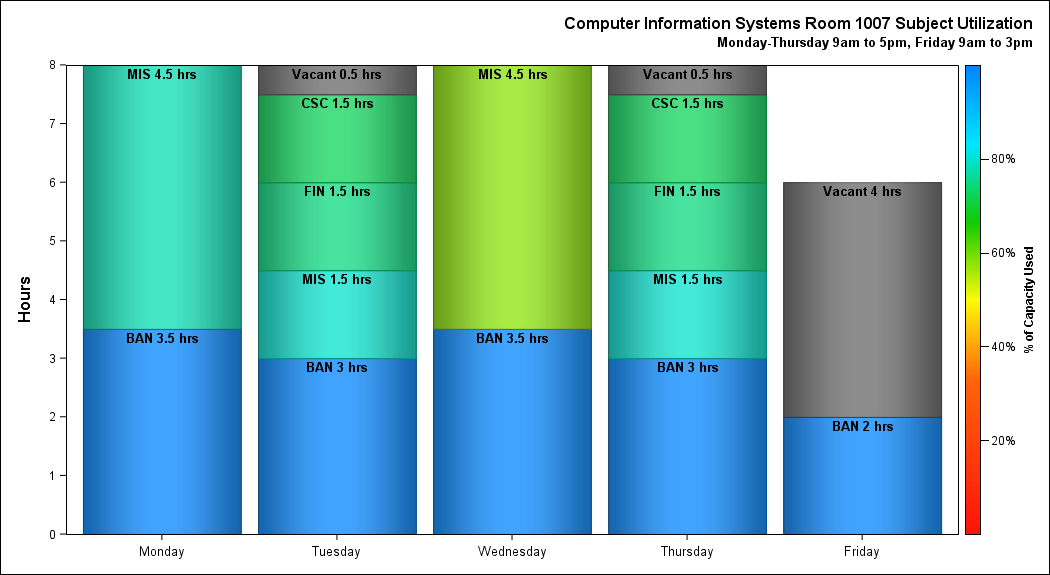 Computer Information Systems Room 1007 Subject Utilization
Monday-Thursday 9am to 5pm, Friday 9am to 3pm
Hours
8
7
6
5
4
3
2
1
0
MIS 4.5 hrs
BAN 3.5 hrs
Vacant 0.5 hrs
CSC 1.5 hrs
FIN 1.5 hrs
MIS 1.5 hrs
BAN 3 hrs
MIS 4.5 hrs
BAN 3.5 hrs
Vacant 0.5 hrs
CSC 1.5 hrs
FIN 1.5 hrs
MIS 1.5 hrs
BAN 3 hrs
Vacant 4 hrs
BAN 2 hrs
Monday
Tuesday
Wednesday
Thursday
Friday
80%
60%
40%
20%
% of Capacity Used